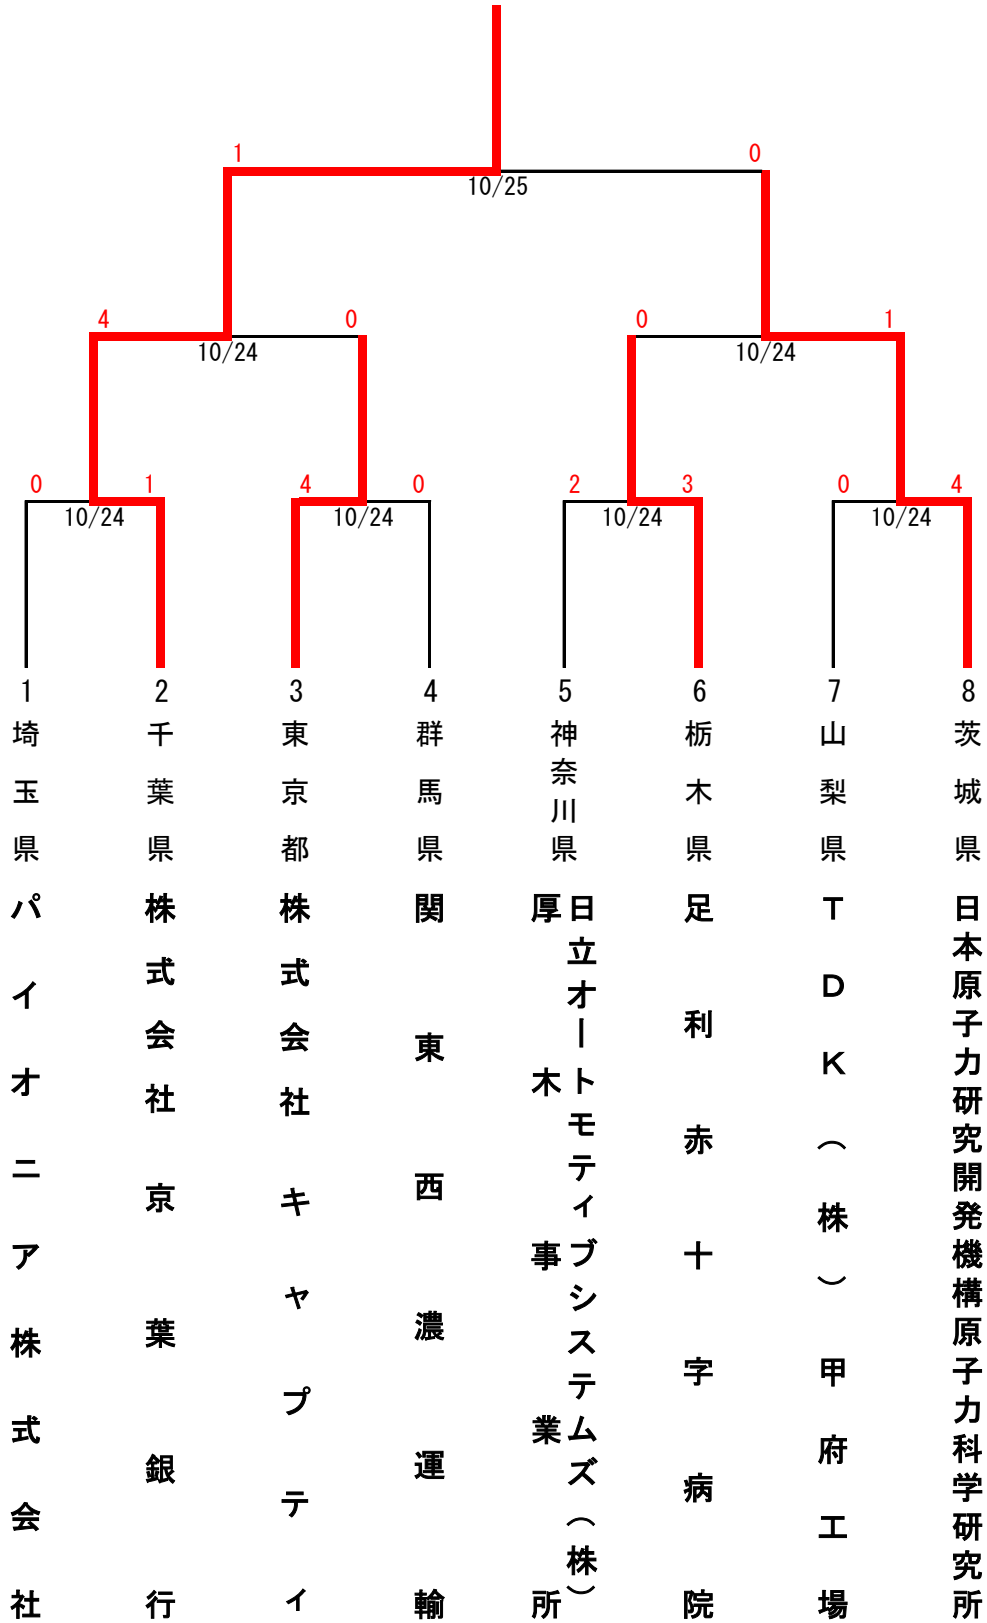 1 0
10/25
4 0 0 1
10/24 10/24
0 1 4 0 2 3 0 4
10/24 10/24 10/24 10/24
1 2 3 4 5 6 7 8
埼玉県
千葉県
東京都
群馬県
神奈川県
栃木県
山梨県
茨城県
パイオニア株式会社
株式会社京葉銀行
株式会社キャプティ
関東西濃運輸
日立オートモティブシステムズ（株）
厚木事業所
足利赤十字病院
ＴＤＫ（株）甲府工場
日本原子力研究開発機構原子力科学研究所